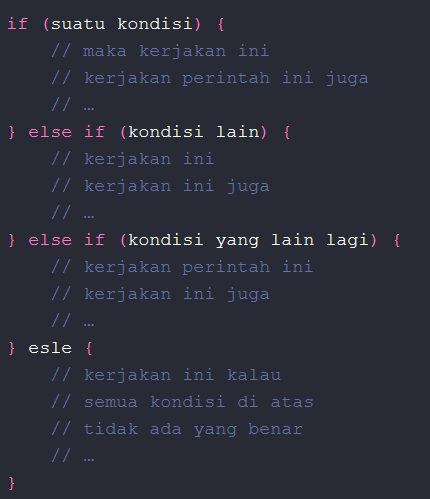 if (suatu kondisi) {
    // maka kerjakan ini
    // kerjakan perintah ini juga
    // …
} else if (kondisi lain) {
    // kerjakan ini
    // kerjakan ini juga
    // …
} else if (kondisi yang lain lagi) {
    // kerjakan perintah ini
    // kerjakan ini juga
    // …
} esle {
    // kerjakan ini kalau
    // semua kondisi di atas
    // tidak ada yang benar
    // …
}